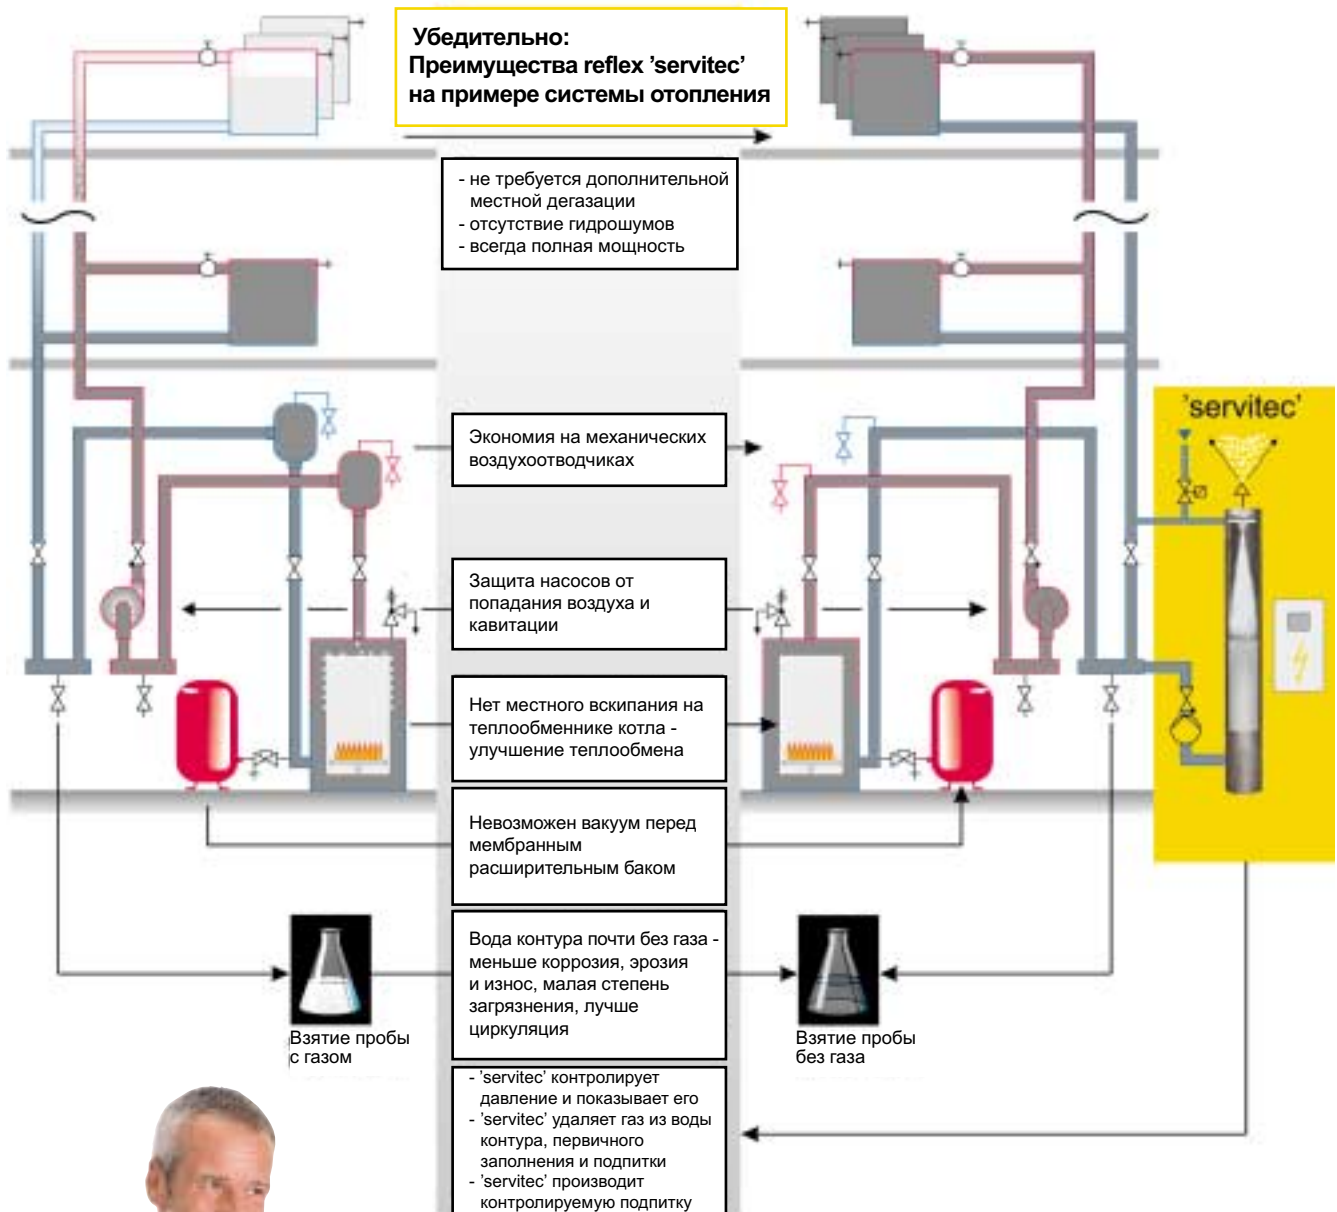 Убедительно:
Преимущества reflex 'servitec'
на примере системы отопления
- не требуется дополнительной
местной дегазации
- отсутствие гидрошумов
- всегда полная мощность
'servitec'
Экономия на механических
воздухоотводчиках
Защита насосов от
попадания воздуха и
кавитации
Нет местного вскипания на
теплообменнике котла -
улучшение теплообмена
Невозможен вакуум перед
мембранным
расширительным баком
Вода контура почти без газа -
меньше коррозия, эрозия
и износ, малая степень
загрязнения, лучше
циркуляция
Взятие пробы
с газом
Взятие пробы
без газа
- 'servitec' контролирует
давление и показывает его
- 'servitec' удаляет газ из воды
контура, первичного
заполнения и подпитки
- 'servitec' производит
контролируемую подпитку